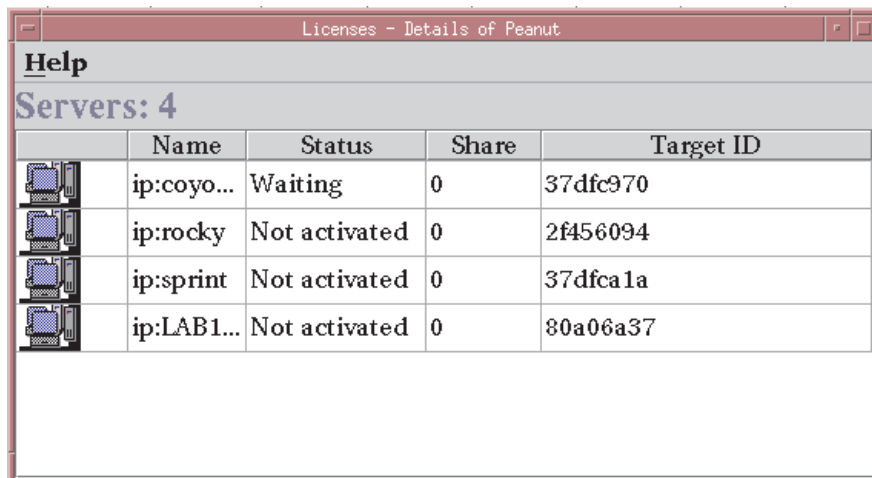 Licenses - Details of Peanut
Help
Servers: 4
Name Status Share Target ID
ip:coyo... Waiting 0 37dfc970
ip:rocky Not activated 0 2f456094
ip:sprint Not activated 0 37dfca1a
ip:LAB1... Not activated 0 80a06a37